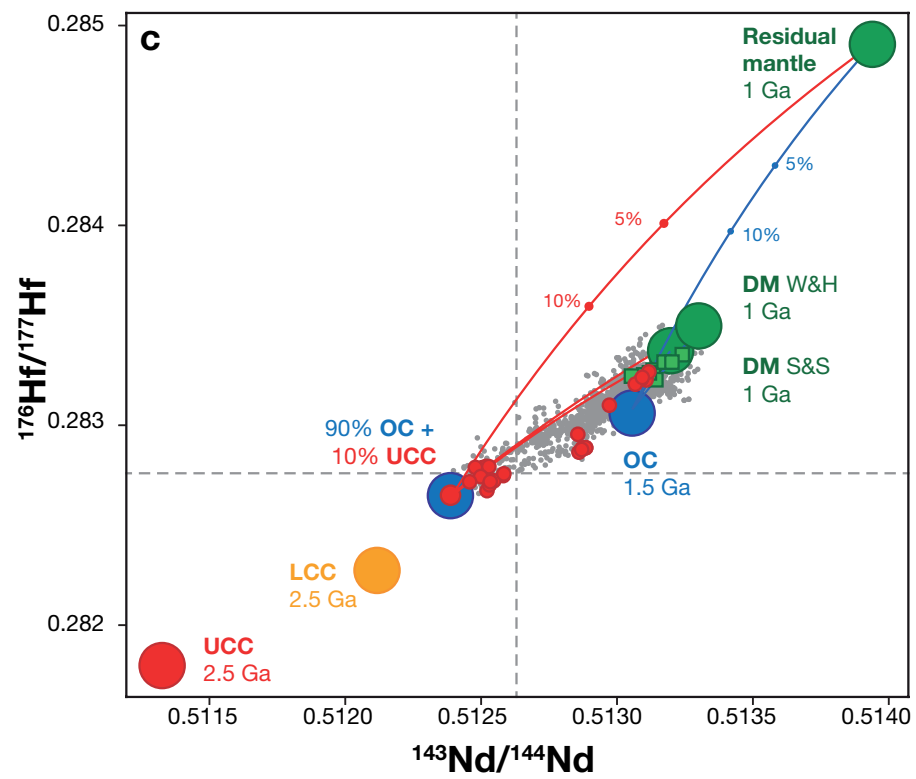 c
0.285
0.284
0.283
0.282
¹⁷⁶Hf/¹⁷⁷Hf
Residual
mantle
1 Ga
5%
5%
10%
10%
DM W&H
1 Ga
DM S&S
1 Ga
90% OC +
10% UCC
OC
1.5 Ga
LCC
2.5 Ga
UCC
2.5 Ga
0.5115
0.5120
0.5125
0.5130
0.5135
0.5140
¹⁴³Nd/¹⁴⁴Nd